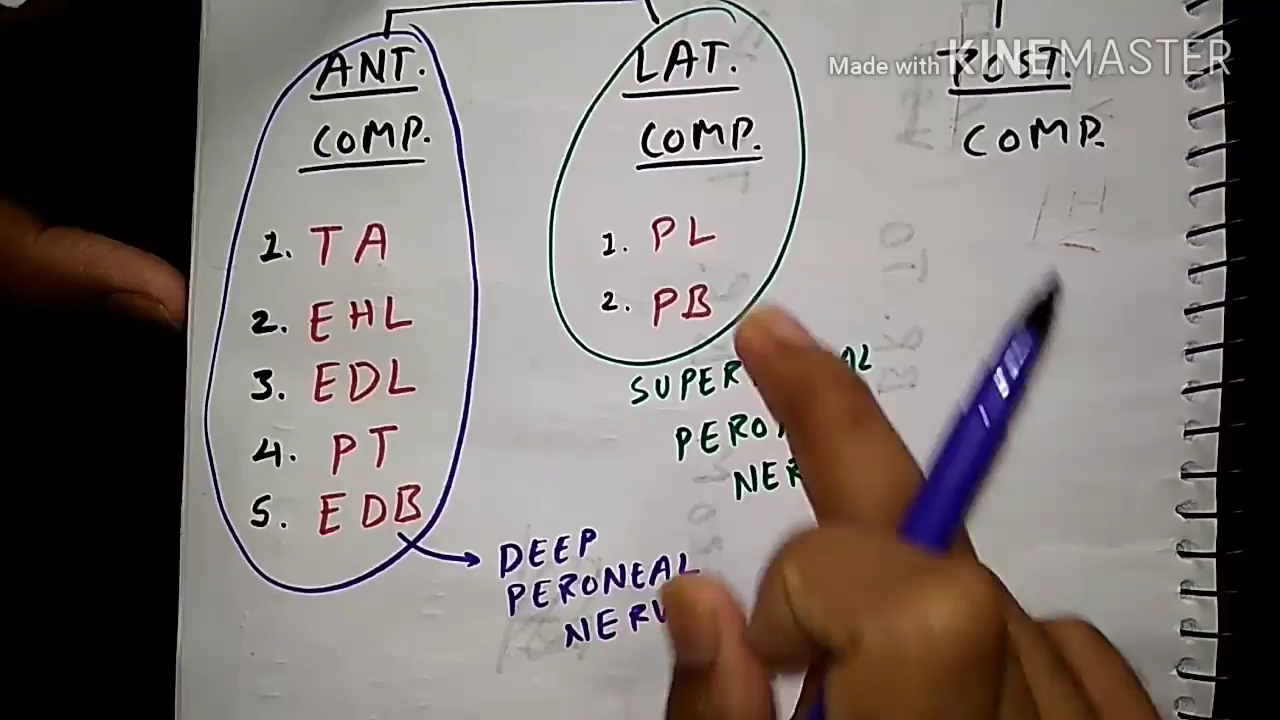 ANT.
COMP.
1. TA
2. EHL
3. EDL
4. PT
5. EDB
DEEP
PERONEAL
LAT.
COMP.
1. PL
2. PB
POST.
COMP.
Made with KINEMASTER